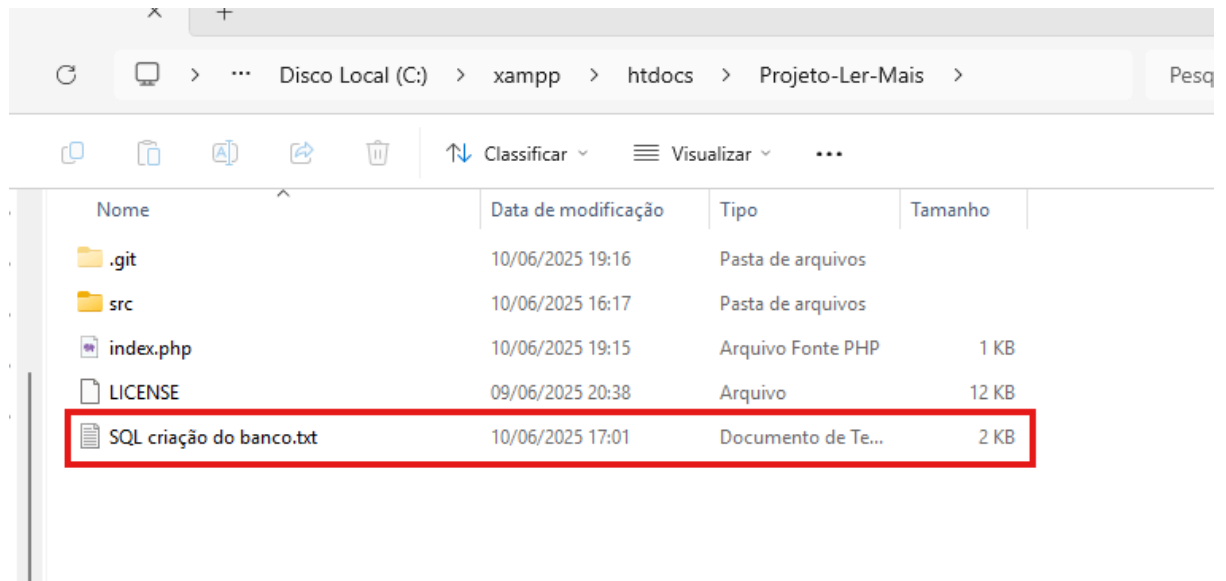 Disco Local (C:) > xampp > htdocs > Projeto-Ler-Mais >
Classificar Visualizar
Nome Data de modificação Tipo Tamanho
.git 10/06/2025 19:16 Pasta de arquivos
src 10/06/2025 16:17 Pasta de arquivos
index.php 10/06/2025 19:15 Arquivo Fonte PHP 1 KB
LICENSE 09/06/2025 20:38 Arquivo 12 KB
SQL criação do banco.txt 10/06/2025 17:01 Documento de Te... 2 KB